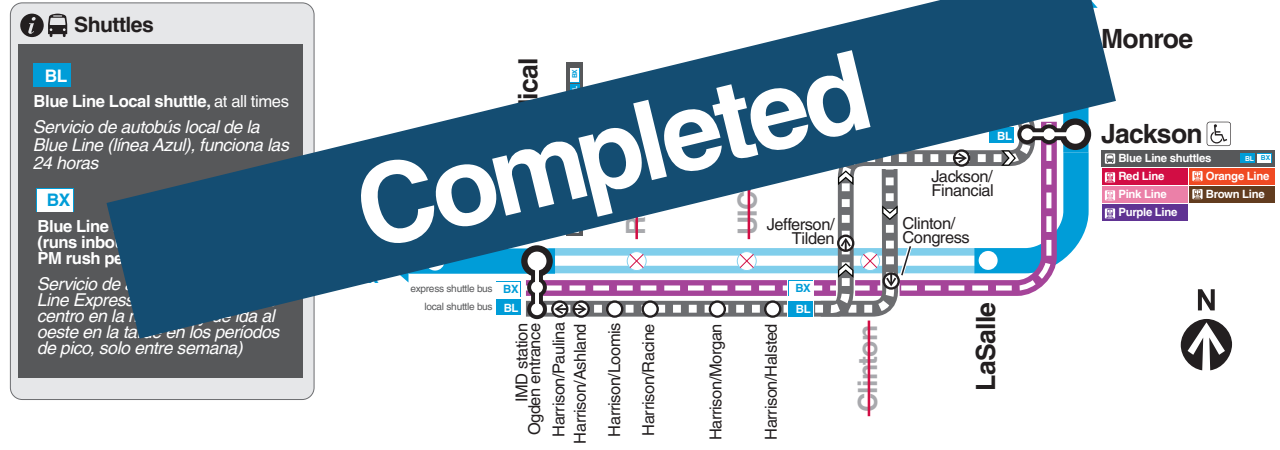 Shuttles
BL
Blue Line Local shuttle, at all times
Servicio de autobús local de la
Blue Line (línea Azul), funciona las
24 horas
BX
Blue Line
(runs
PM rush
Servicio de
Line Express
centro en la
oeste en la en los períodos
de pico, solo entre semana)
Completed
Monroe
BX
BL
Jackson
Blue Line shuttles BL BX
Red Line
Orange Line
Pink Line
Brown Line
Purple Line
Jackson/
Financial
Jefferson/
Tilden
Clinton/
Congress
express shuttle bus BX
local shuttle bus BL
BX
BL
IMD station
Ogden entrance
Harrison/Paulina
Harrison/Ashland
Harrison/Loomis
Harrison/Racine
Harrison/Morgan
Harrison/Halsted
Clinton
LaSalle
N